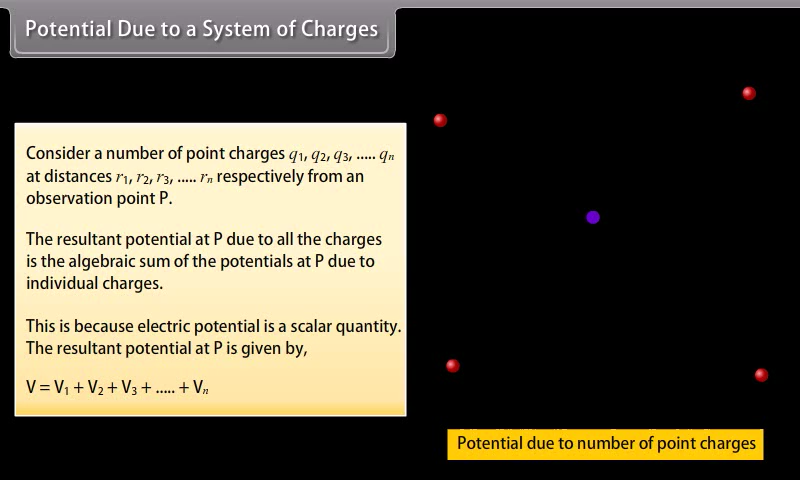 Potential Due to a System of Charges
Consider a number of point charges q₁, q₂, q₃, ..... qₙ
at distances r₁, r₂, r₃, ..... rₙ respectively from an
observation point P.
The resultant potential at P due to all the charges
is the algebraic sum of the potentials at P due to
individual charges.
This is because electric potential is a scalar quantity.
The resultant potential at P is given by,
V = V₁ + V₂ + V₃ + ..... + Vₙ
Potential due to number of point charges